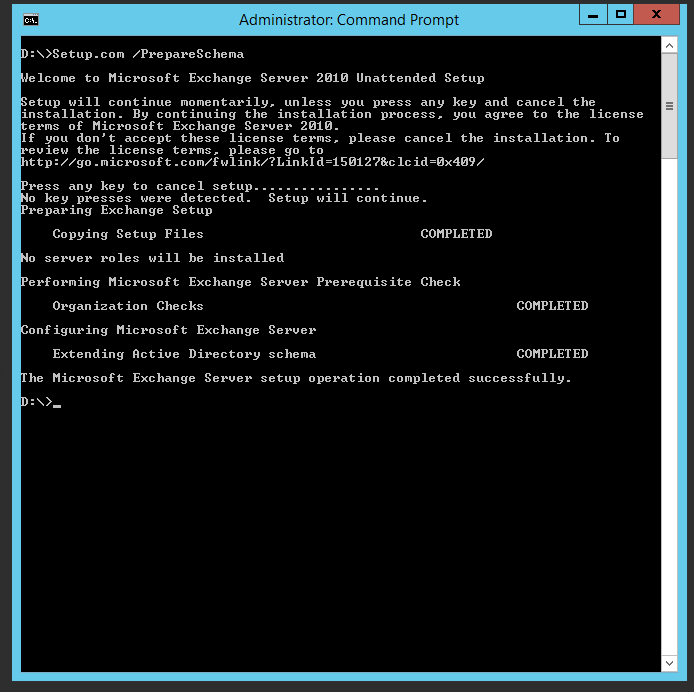 Administrator: Command Prompt
D:\>Setup.com /PrepareSchema
Welcome to Microsoft Exchange Server 2010 Unattended Setup
Setup will continue momentarily, unless you press any key and cancel the
installation. By continuing the installation process, you agree to the license
terms of Microsoft Exchange Server 2010.
If you don't accept these license terms, please cancel the installation. To
review the license terms, please go to
http://go.microsoft.com/fwlink/?LinkId=150127&clcid=0x409/
Press any key to cancel setup................
No key presses were detected.  Setup will continue.
Preparing Exchange Setup
Copying Setup Files COMPLETED
No server roles will be installed
Performing Microsoft Exchange Server Prerequisite Check
Organization Checks COMPLETED
Configuring Microsoft Exchange Server
Extending Active Directory schema COMPLETED
The Microsoft Exchange Server setup operation completed successfully.
D:\>_